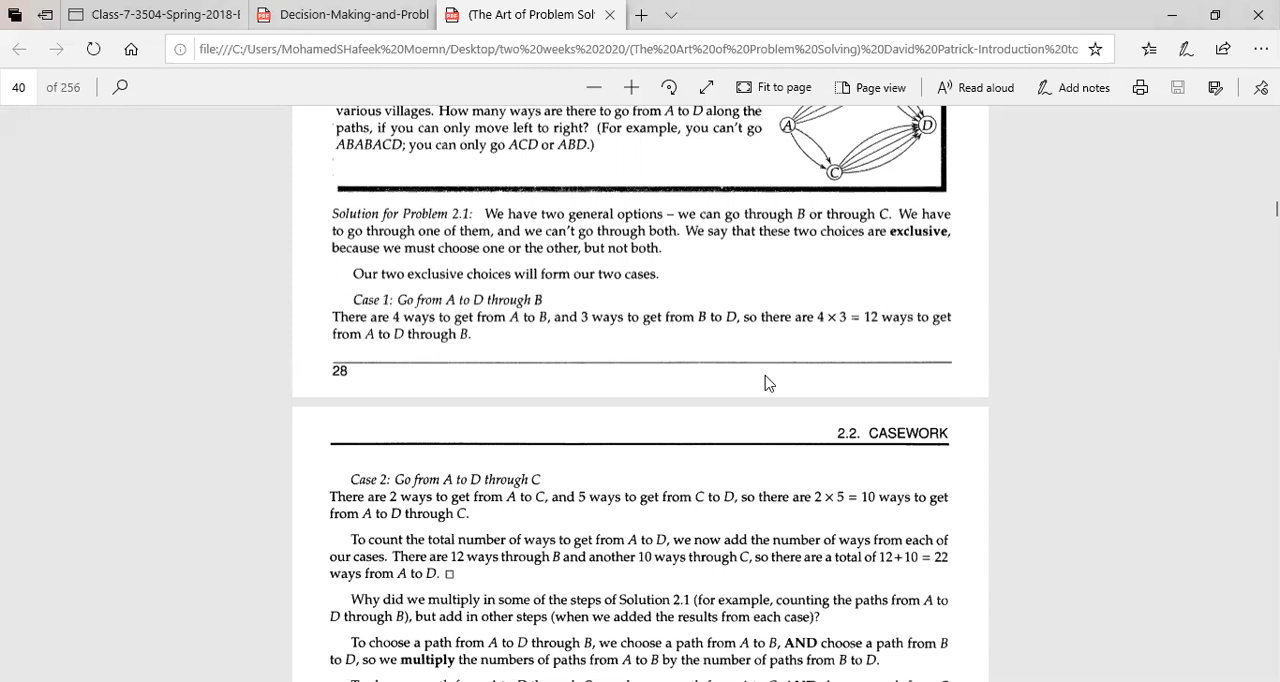 Class-7-3504-Spring-2018-I
Decision-Making-and-Probl
(The Art of Problem Sol
file:///C:/Users/MohamedSHafeek%20Moemn/Desktop/two%20weeks%202020/(The%20Art%20of%20Problem%20Solving)%20David%20Patrick-Introduction%20tc
40 of 256
Fit to page
Page view
Read aloud
Add notes
various villages. How many ways are there to go from A to D along the
paths, if you can only move left to right? (For example, you can't go
ABABACD; you can only go ACD or ABD.)
A
D
C
Solution for Problem 2.1: We have two general options – we can go through B or through C. We have
to go through one of them, and we can't go through both. We say that these two choices are exclusive,
because we must choose one or the other, but not both.
Our two exclusive choices will form our two cases.
Case 1: Go from A to D through B
There are 4 ways to get from A to B, and 3 ways to get from B to D, so there are 4 × 3 = 12 ways to get
from A to D through B.
28
2.2. CASEWORK
Case 2: Go from A to D through C
There are 2 ways to get from A to C, and 5 ways to get from C to D, so there are 2 × 5 = 10 ways to get
from A to D through C.
To count the total number of ways to get from A to D, we now add the number of ways from each of
our cases. There are 12 ways through B and another 10 ways through C, so there are a total of 12+10 = 22
ways from A to D. □
Why did we multiply in some of the steps of Solution 2.1 (for example, counting the paths from A to
D through B), but add in other steps (when we added the results from each case)?
To choose a path from A to D through B, we choose a path from A to B, AND choose a path from B
to D, so we multiply the numbers of paths from A to B by the number of paths from B to D.